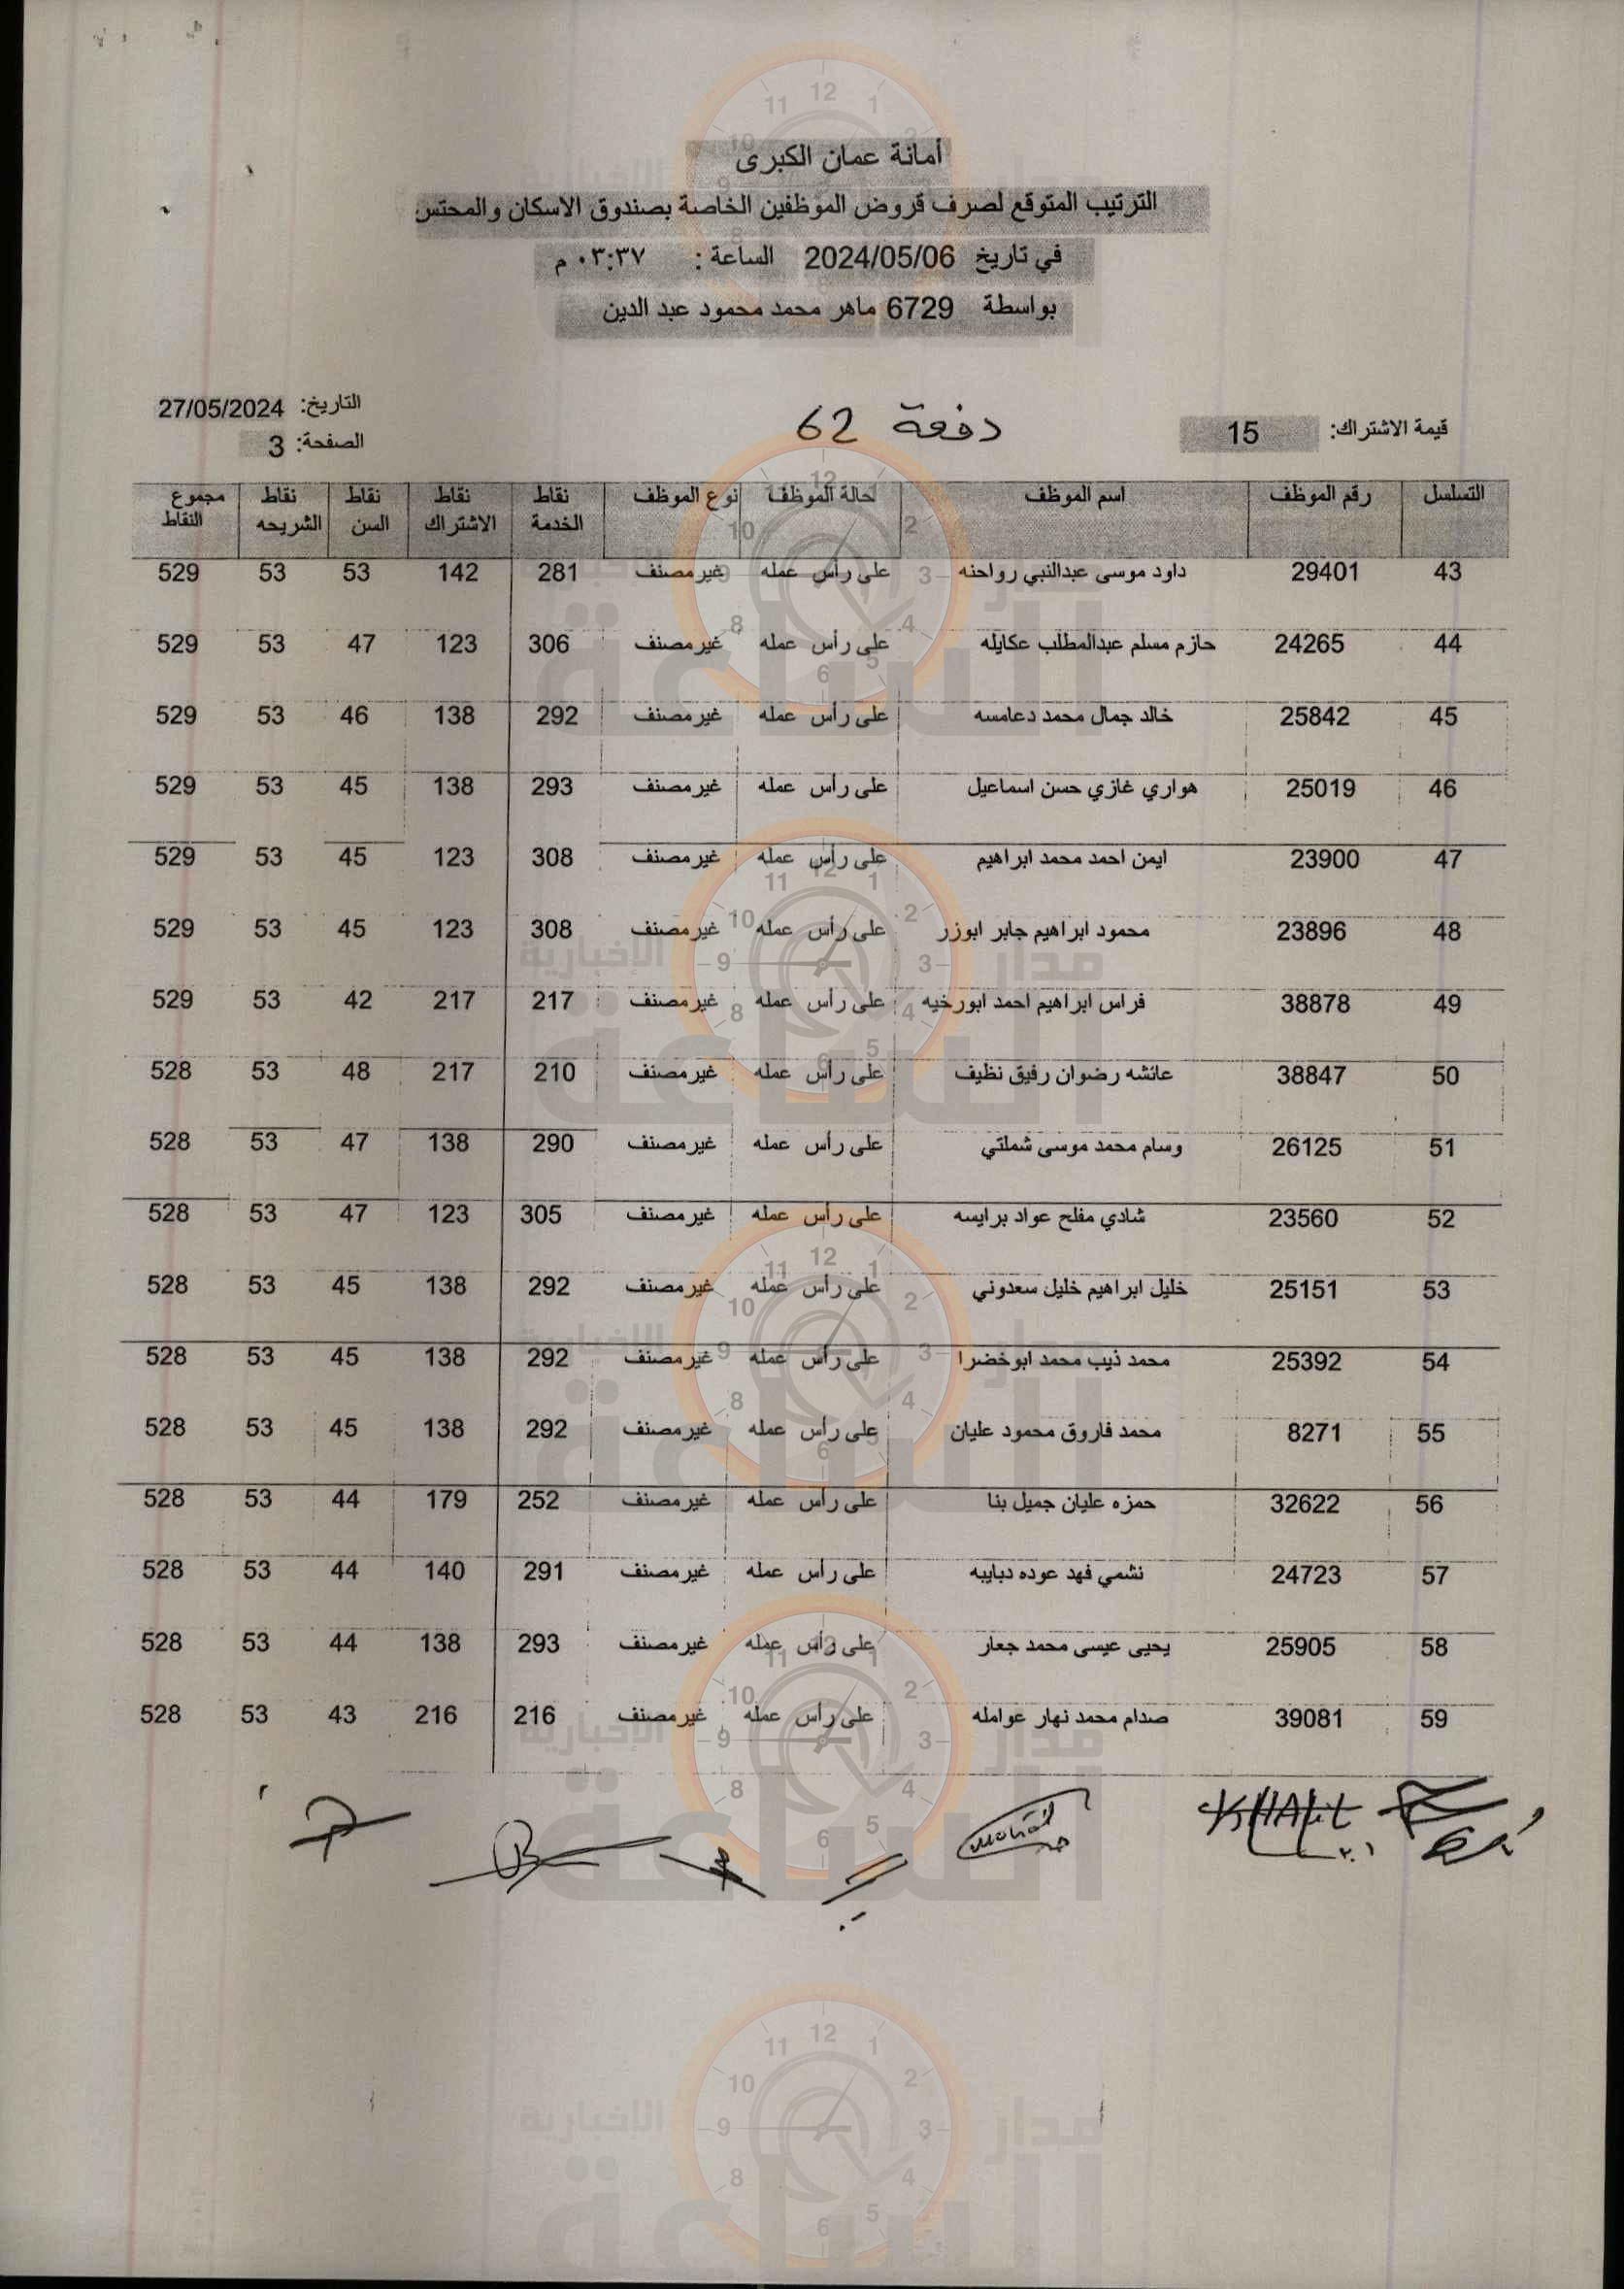 أمانة عمان الكبرى
الترتيب المتوقع لصرف قروض الموظفين الخاصة بصندوق الاسكان والمحتس
في تاريخ 2024/05/06 الساعة : ٠٣:٣٧ م
بواسطة 6729 ماهر محمد محمود عبد الدين
قيمة الاشتراك: 15
دفعة 62
التاريخ: 27/05/2024
الصفحة: 3
التسلسل رقم الموظف اسم الموظف حالة الموظف نوع الموظف نقاط الخدمة نقاط الاشتراك نقاط السن نقاط الشريحه مجموع النقاط
43 29401 داود موسى عبدالنبي رواحنه على رأس عمله غير مصنف 281 142 53 53 529
44 24265 حازم مسلم عبدالمطلب عكايله على رأس عمله غير مصنف 306 123 47 53 529
45 25842 خالد جمال محمد دعامسه على رأس عمله غير مصنف 292 138 46 53 529
46 25019 هواري غازي حسن اسماعيل على رأس عمله غير مصنف 293 138 45 53 529
47 23900 ايمن احمد محمد ابراهيم على رأس عمله غير مصنف 308 123 45 53 529
48 23896 محمود ابراهيم جابر ابوزر على رأس عمله غير مصنف 308 123 45 53 529
49 38878 فراس ابراهيم احمد ابورخيه على رأس عمله غير مصنف 217 217 42 53 529
50 38847 عائشه رضوان رفيق نظيف على رأس عمله غير مصنف 210 217 48 53 528
51 26125 وسام محمد موسى شملتي على رأس عمله غير مصنف 290 138 47 53 528
52 23560 شادي مفلح عواد برايسه على رأس عمله غير مصنف 305 123 47 53 528
53 25151 خليل ابراهيم خليل سعدوني على رأس عمله غير مصنف 292 138 45 53 528
54 25392 محمد ذيب محمد ابوخضرا على رأس عمله غير مصنف 292 138 45 53 528
55 8271 محمد فاروق محمود عليان على رأس عمله غير مصنف 292 138 45 53 528
56 32622 حمزه عليان جميل بنا على رأس عمله غير مصنف 252 179 44 53 528
57 24723 نشمي فهد عوده دبايبه على رأس عمله غير مصنف 291 140 44 53 528
58 25905 يحيى عيسى محمد جعار على رأس عمله غير مصنف 293 138 44 53 528
59 39081 صدام محمد نهار عوامله على رأس عمله غير مصنف 216 216 43 53 528
KHALIL
مدار الساعة الإخبارية